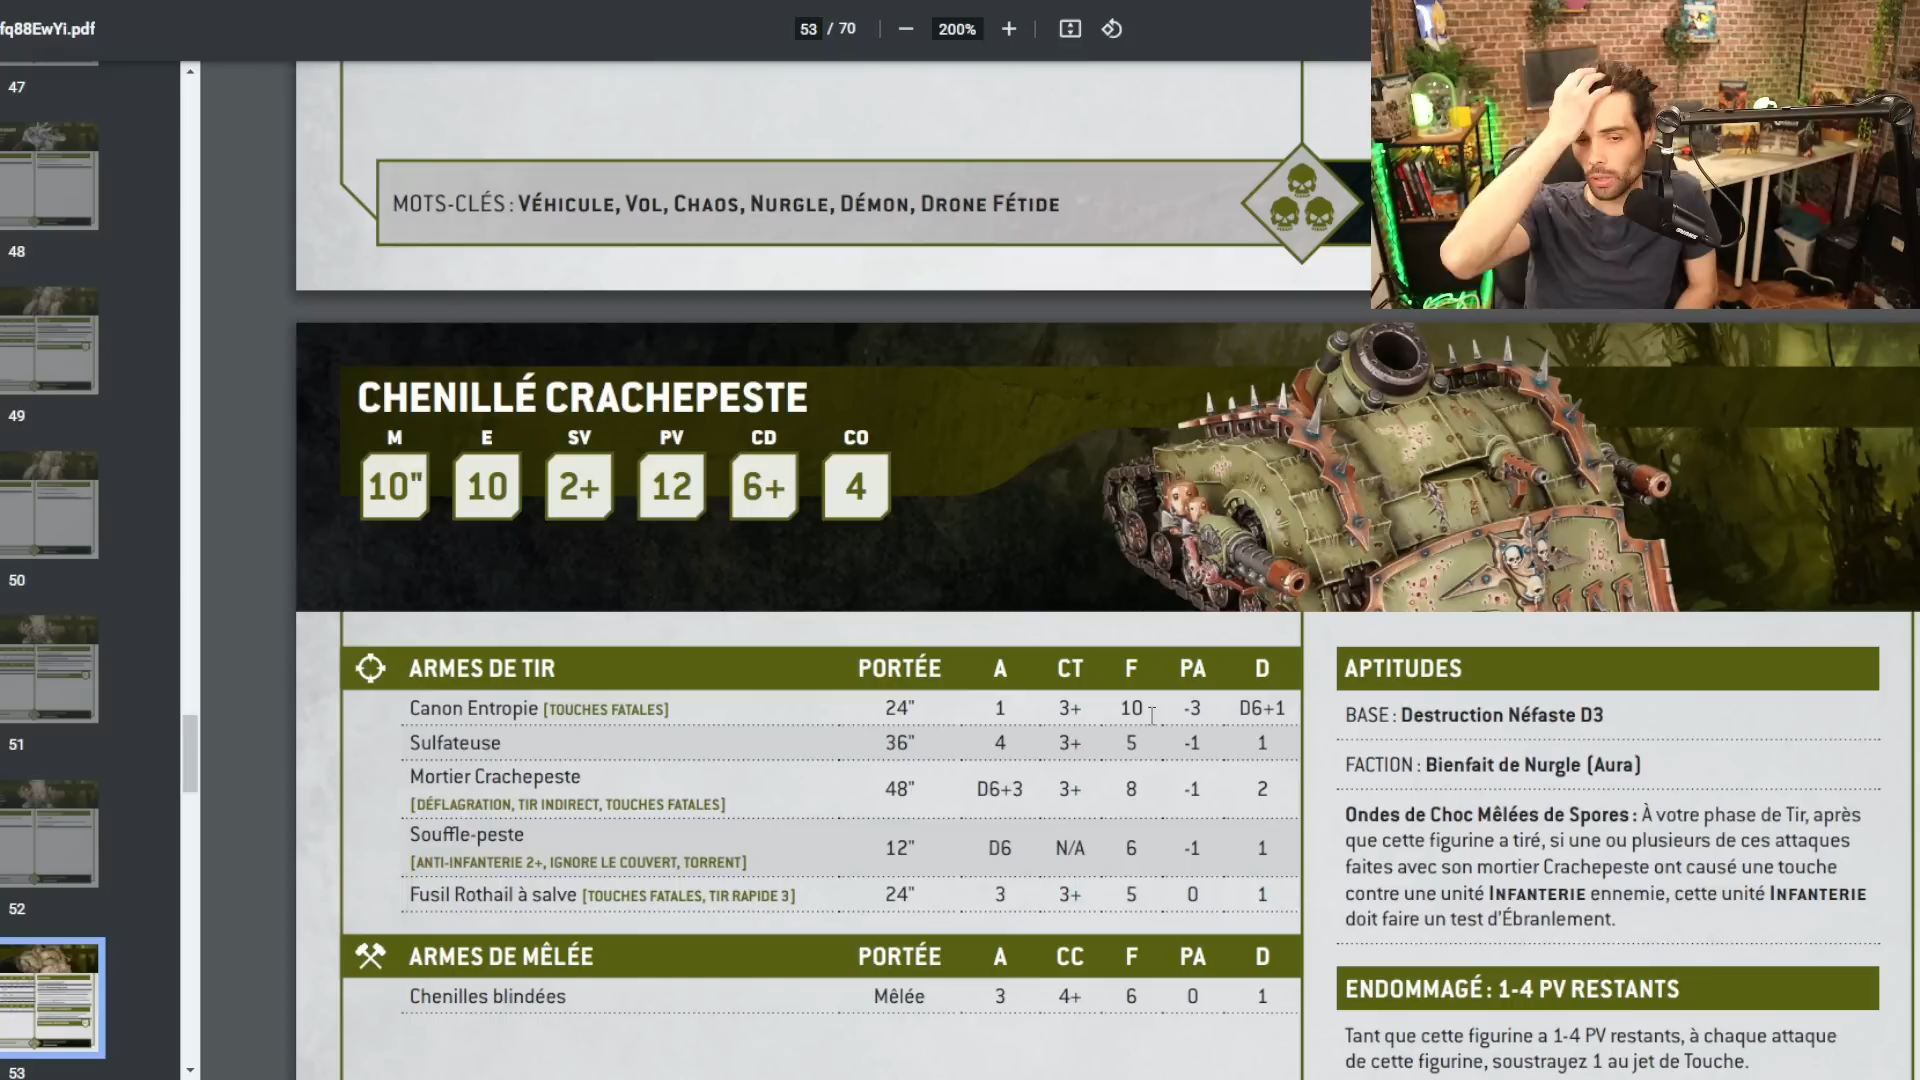 fq88EwYi.pdf
53 / 70
200%
47
48
49
50
51
52
53
MOTS-CLÉS : VÉHICULE, VOL, CHAOS, NURGLE, DÉMON, DRONE FÉTIDE
CHENILLÉ CRACHEPESTE
M E SV PV CD CO
10" 10 2+ 12 6+ 4
ARMES DE TIR PORTÉE A CT F PA D
Canon Entropie [TOUCHES FATALES] 24" 1 3+ 10 -3 D6+1
Sulfateuse 36" 4 3+ 5 -1 1
Mortier Crachepeste
[DÉFLAGRATION, TIR INDIRECT, TOUCHES FATALES] 48" D6+3 3+ 8 -1 2
Souffle-peste
[ANTI-INFANTERIE 2+, IGNORE LE COUVERT, TORRENT] 12" D6 N/A 6 -1 1
Fusil Rothail à salve [TOUCHES FATALES, TIR RAPIDE 3] 24" 3 3+ 5 0 1
ARMES DE MÊLÉE PORTÉE A CC F PA D
Chenilles blindées Mêlée 3 4+ 6 0 1
APTITUDES
BASE : Destruction Néfaste D3
FACTION : Bienfait de Nurgle (Aura)
Ondes de Choc Mêlées de Spores : À votre phase de Tir, après
que cette figurine a tiré, si une ou plusieurs de ces attaques
faites avec son mortier Crachepeste ont causé une touche
contre une unité INFANTERIE ennemie, cette unité INFANTERIE
doit faire un test d'Ébranlement.
ENDOMMAGÉ : 1-4 PV RESTANTS
Tant que cette figurine a 1-4 PV restants, à chaque attaque
de cette figurine, soustrayez 1 au jet de Touche.